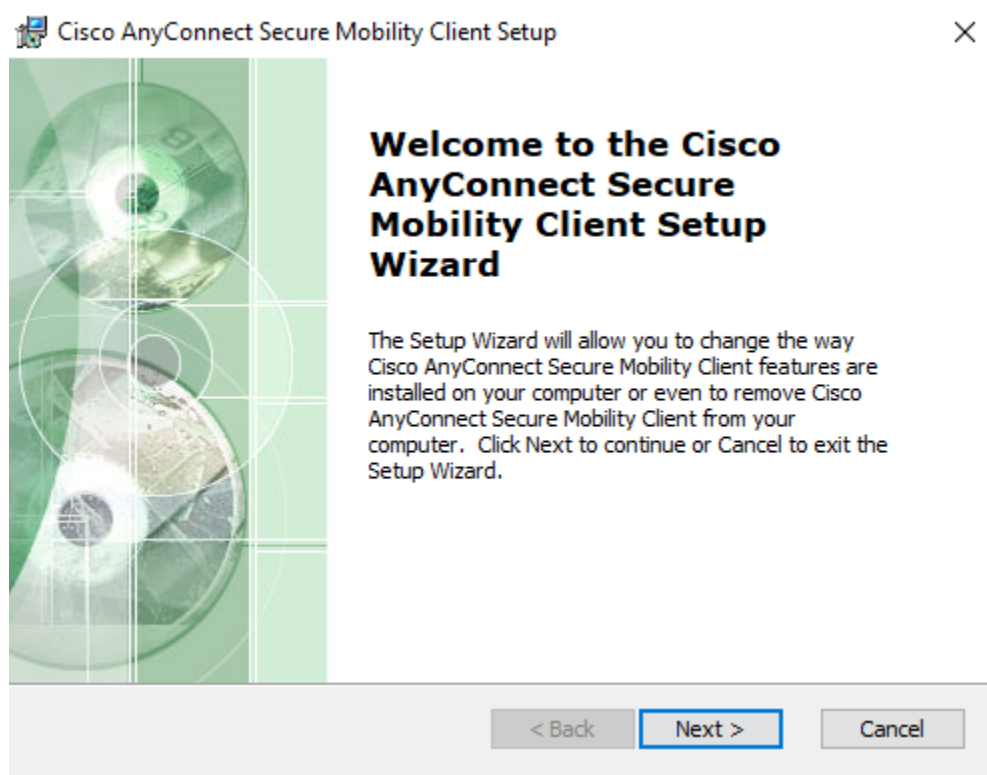 Cisco AnyConnect Secure Mobility Client Setup
Welcome to the Cisco
AnyConnect Secure
Mobility Client Setup
Wizard
The Setup Wizard will allow you to change the way
Cisco AnyConnect Secure Mobility Client features are
installed on your computer or even to remove Cisco
AnyConnect Secure Mobility Client from your
computer.  Click Next to continue or Cancel to exit the
Setup Wizard.
< Back
Next >
Cancel